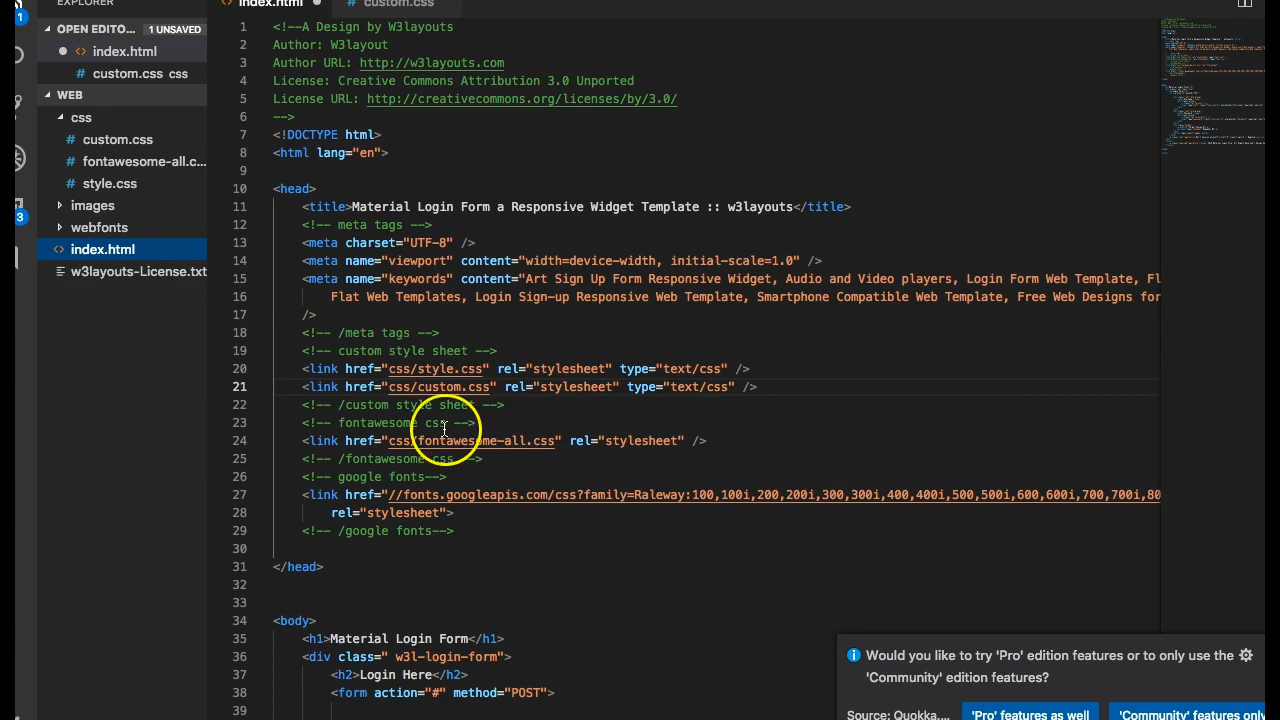 EXPLORER
index.html
custom.css
1
OPEN EDITO... 1 UNSAVED
index.html
custom.css css
WEB
css
custom.css
fontawesome-all.c...
style.css
3
images
webfonts
index.html
w3layouts-License.txt
1 <!--A Design by W3layouts
2 Author: W3layout
3 Author URL: http://w3layouts.com
4 License: Creative Commons Attribution 3.0 Unported
5 License URL: http://creativecommons.org/licenses/by/3.0/
6 -->
7 <!DOCTYPE html>
8 <html lang="en">
9
10 <head>
11 <title>Material Login Form a Responsive Widget Template :: w3layouts</title>
12 <!-- meta tags -->
13 <meta charset="UTF-8" />
14 <meta name="viewport" content="width=device-width, initial-scale=1.0" />
15 <meta name="keywords" content="Art Sign Up Form Responsive Widget, Audio and Video players, Login Form Web Template, Fl
16 Flat Web Templates, Login Sign-up Responsive Web Template, Smartphone Compatible Web Template, Free Web Designs for
17 />
18 <!-- /meta tags -->
19 <!-- custom style sheet -->
20 <link href="css/style.css" rel="stylesheet" type="text/css" />
21 <link href="css/custom.css" rel="stylesheet" type="text/css" />
22 <!-- /custom style sheet -->
23 <!-- fontawesome css -->
24 <link href="css/fontawesome-all.css" rel="stylesheet" />
25 <!-- /fontawesome css -->
26 <!-- google fonts-->
27 <link href="//fonts.googleapis.com/css?family=Raleway:100,100i,200,200i,300,300i,400,400i,500,500i,600,600i,700,700i,80
28 rel="stylesheet">
29 <!-- /google fonts-->
30
31 </head>
32
33
34 <body>
35 <h1>Material Login Form</h1>
36 <div class=" w3l-login-form">
37 <h2>Login Here</h2>
38 <form action="#" method="POST">
39
Would you like to try 'Pro' edition features or to only use the
'Community' edition features?
Source: Quokka.... 'Pro' features as well 'Community' features only